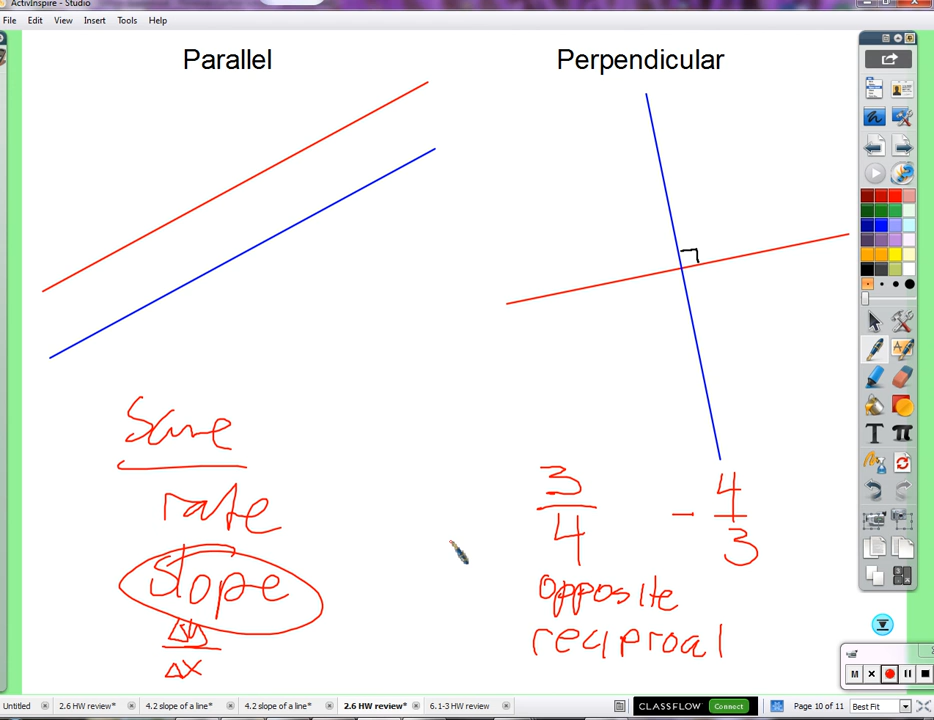 ActivInspire - Studio
File Edit View Insert Tools Help
Parallel
Perpendicular
Same
rate
slope
Δy
Δx
3
4
- 4
3
opposite
reciproal
T π
M X
Untitled 2.6 HW review* 4.2 slope of a line* 4.2 slope of a line* 2.6 HW review* 6.1-3 HW review CLASSFLOW Connect Page 10 of 11 Best Fit